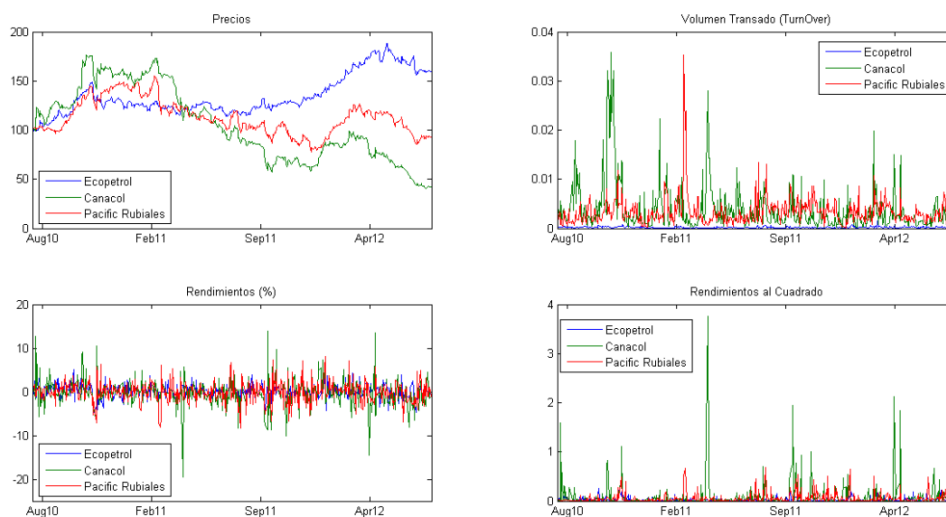 Precios
200
150
100
50
0
Ecopetrol
Canacol
Pacific Rubiales
Aug10 Feb11 Sep11 Apr12
Volumen Transado (TurnOver)
0.04
0.03
0.02
0.01
0
Ecopetrol
Canacol
Pacific Rubiales
Aug10 Feb11 Sep11 Apr12
Rendimientos (%)
20
10
0
-10
-20
Ecopetrol
Canacol
Pacific Rubiales
Aug10 Feb11 Sep11 Apr12
Rendimientos al Cuadrado
4
3
2
1
0
Ecopetrol
Canacol
Pacific Rubiales
Aug10 Feb11 Sep11 Apr12